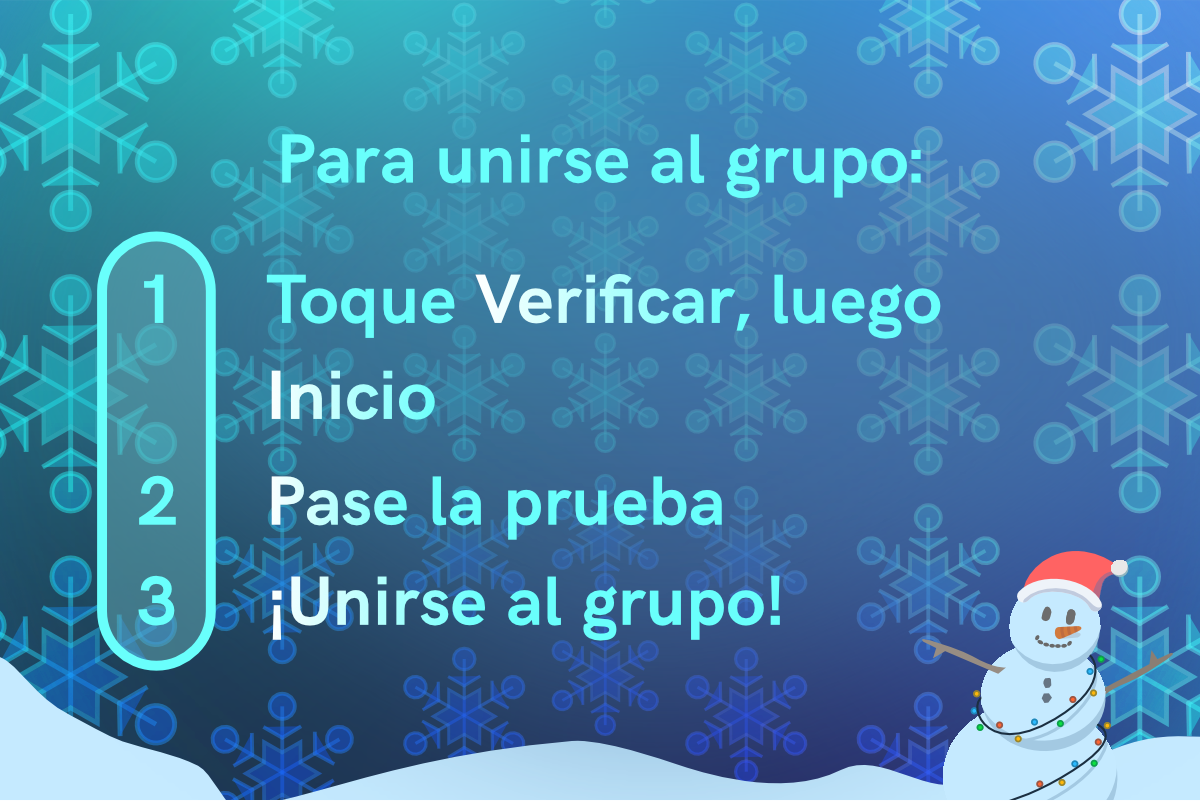 Para unirse al grupo:
1 Toque Verificar, luego
Inicio
2 Pase la prueba
3 ¡Unirse al grupo!